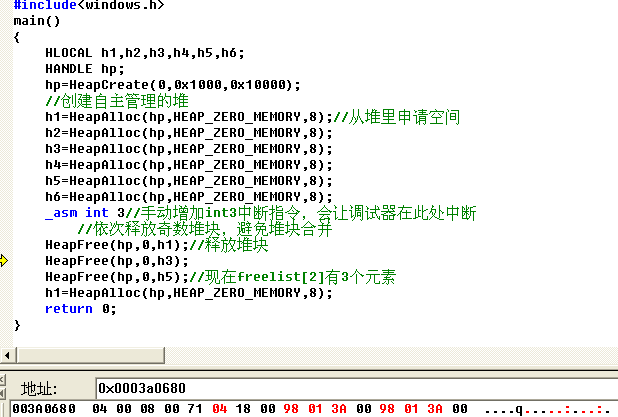 #include<windows.h>
main()
{
    HLOCAL h1,h2,h3,h4,h5,h6;
    HANDLE hp;
    hp=HeapCreate(0,0x1000,0x10000);
    //创建自主管理的堆
    h1=HeapAlloc(hp,HEAP_ZERO_MEMORY,8);//从堆里申请空间
    h2=HeapAlloc(hp,HEAP_ZERO_MEMORY,8);
    h3=HeapAlloc(hp,HEAP_ZERO_MEMORY,8);
    h4=HeapAlloc(hp,HEAP_ZERO_MEMORY,8);
    h5=HeapAlloc(hp,HEAP_ZERO_MEMORY,8);
    h6=HeapAlloc(hp,HEAP_ZERO_MEMORY,8);
    _asm int 3//手动增加int3中断指令，会让调试器在此处中断
        //依次释放奇数堆块，避免堆块合并
    HeapFree(hp,0,h1);//释放堆块
    HeapFree(hp,0,h3);
    HeapFree(hp,0,h5);//现在freelist[2]有3个元素
    h1=HeapAlloc(hp,HEAP_ZERO_MEMORY,8);
    return 0;
}
地址: 0x0003a0680
003A0680 04 00 08 00 71 04 18 00 98 01 3A 00 98 01 3A 00 ....q.....:...:.